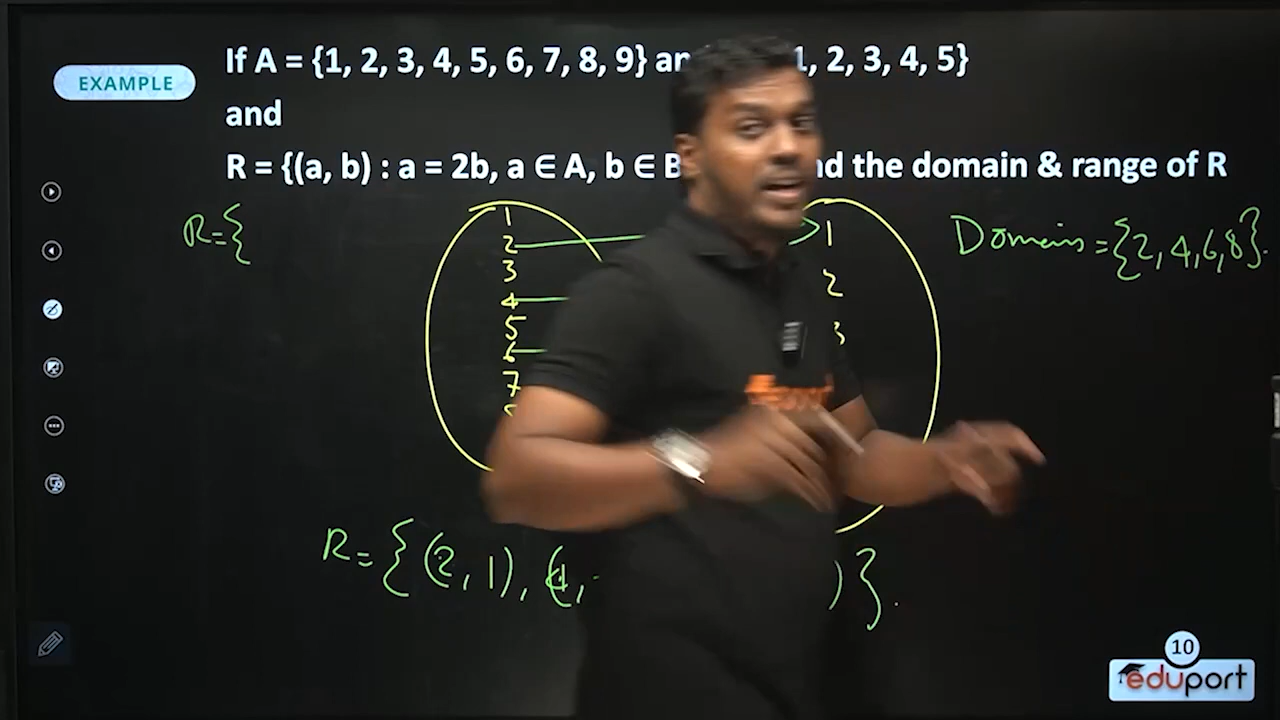 EXAMPLE
If A = {1, 2, 3, 4, 5, 6, 7, 8, 9} an 1, 2, 3, 4, 5}
and
R = {(a, b) : a = 2b, a ∈ A, b ∈ B nd the domain & range of R
R={
1
2
3
4
5
6
7
1
2
3
Domain = {2, 4, 6, 8}.
R= {(2, 1), (4, )}.
10
eduport